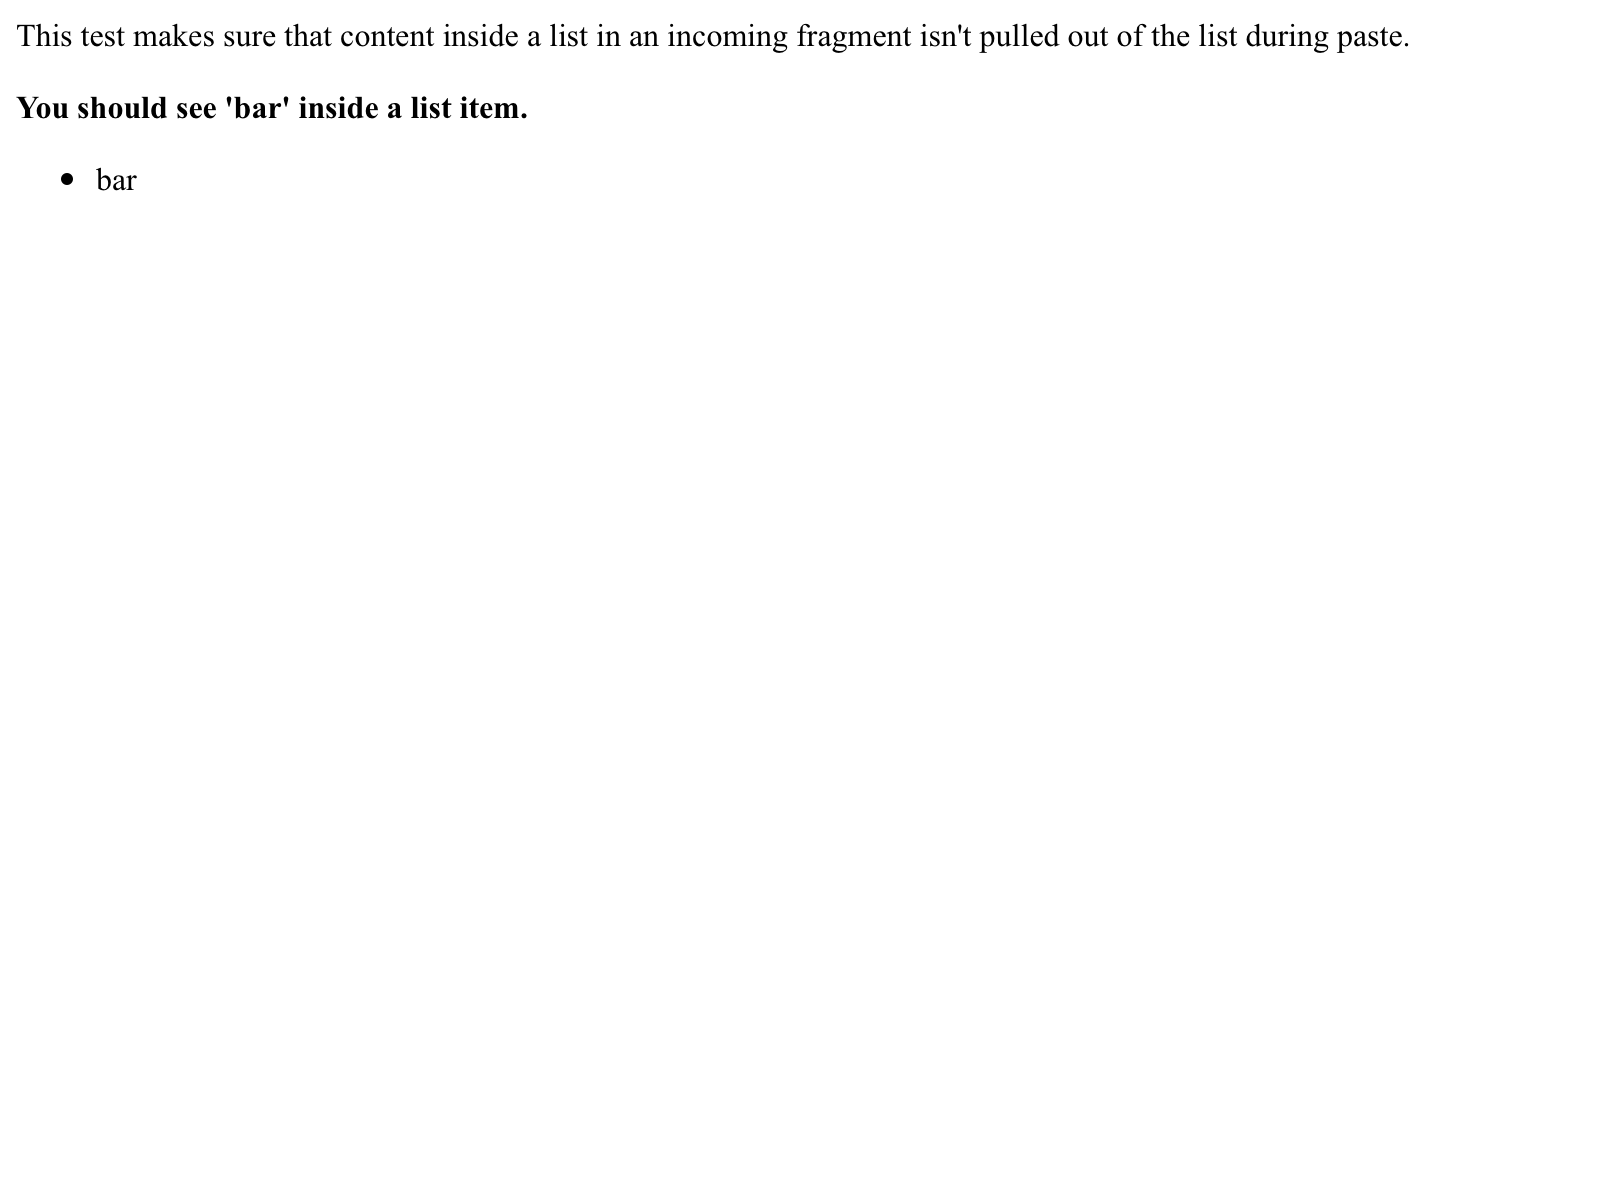 This test makes sure that content inside a list in an incoming fragment isn't pulled out of the list during paste.
You should see 'bar' inside a list item.
• bar